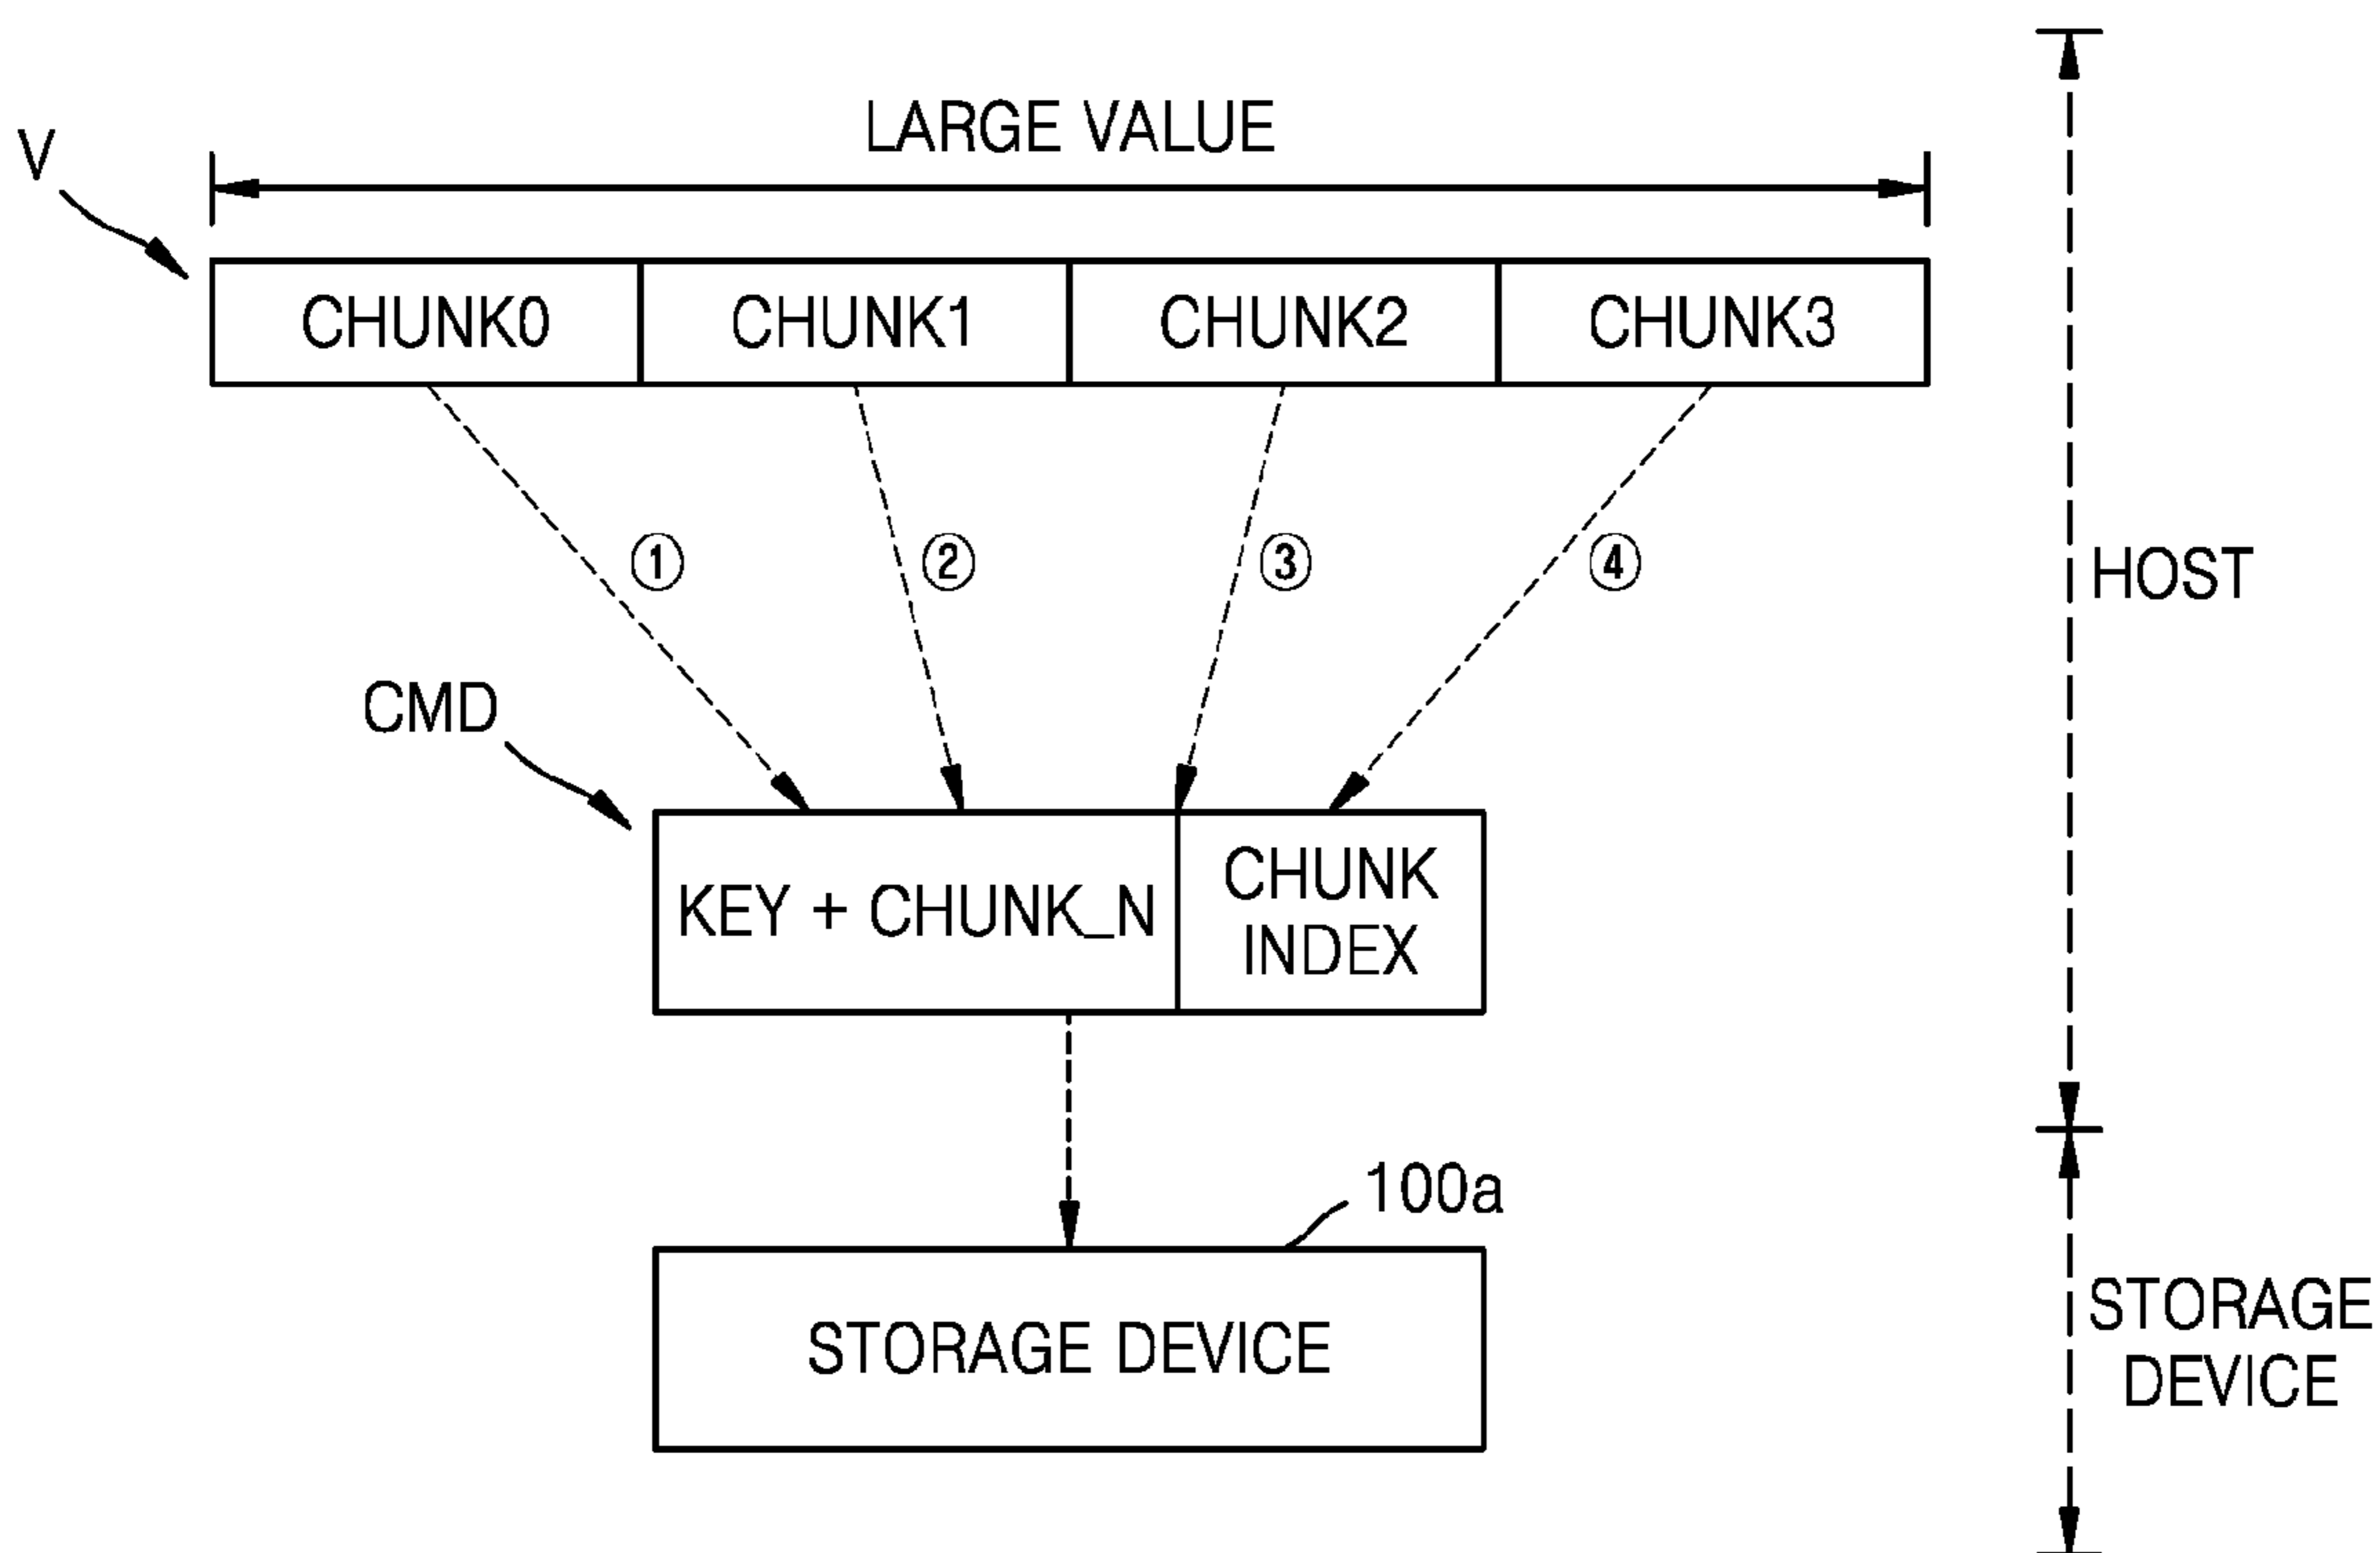 LARGE VALUE
V
CHUNK0 CHUNK1 CHUNK2 CHUNK3
① ② ③ ④
HOST
CMD
KEY + CHUNK_N
CHUNK
INDEX
100a
STORAGE DEVICE
STORAGE
DEVICE